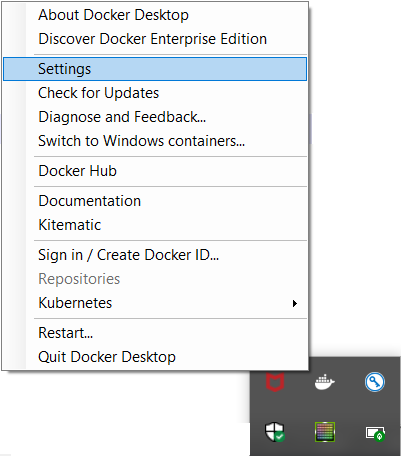 About Docker Desktop
Discover Docker Enterprise Edition
Settings
Check for Updates
Diagnose and Feedback...
Switch to Windows containers...
Docker Hub
Documentation
Kitematic
Sign in / Create Docker ID...
Repositories
Kubernetes
Restart...
Quit Docker Desktop